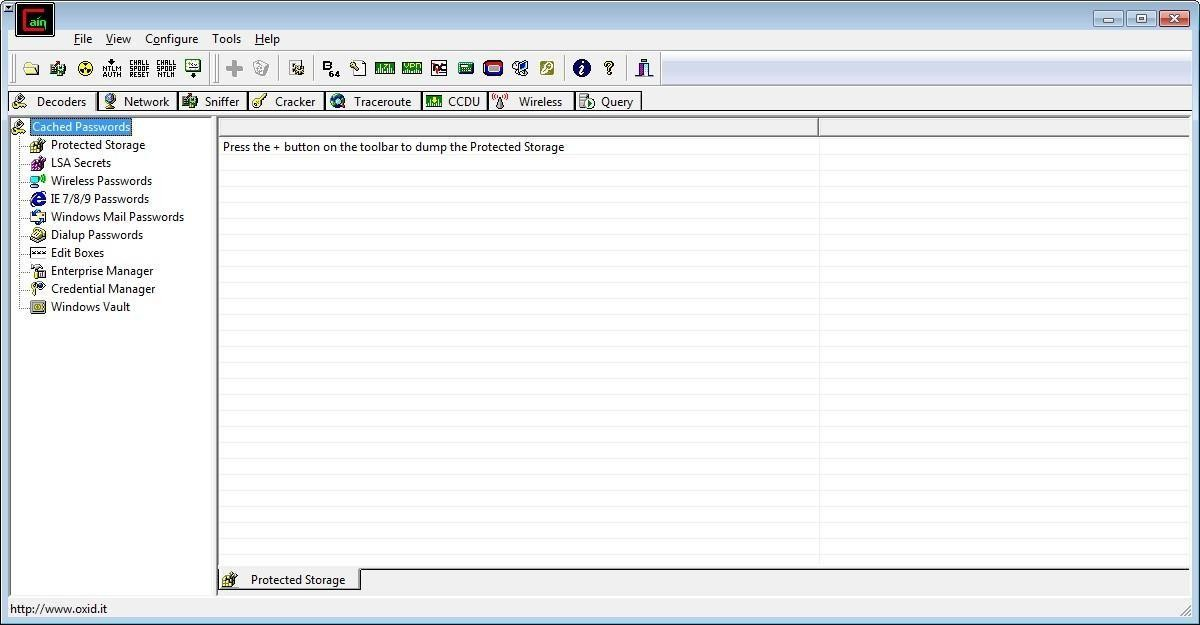 Caín
File View Configure Tools Help
NTLM AUTH CHALL SPOOF RESET CHALL SPOOF NTLM B64 VPN
Decoders Network Sniffer Cracker Traceroute CCDU Wireless Query
Cached Passwords
Protected Storage
LSA Secrets
Wireless Passwords
IE 7/8/9 Passwords
Windows Mail Passwords
Dialup Passwords
Edit Boxes
Enterprise Manager
Credential Manager
Windows Vault
Press the + button on the toolbar to dump the Protected Storage
Protected Storage
http://www.oxid.it